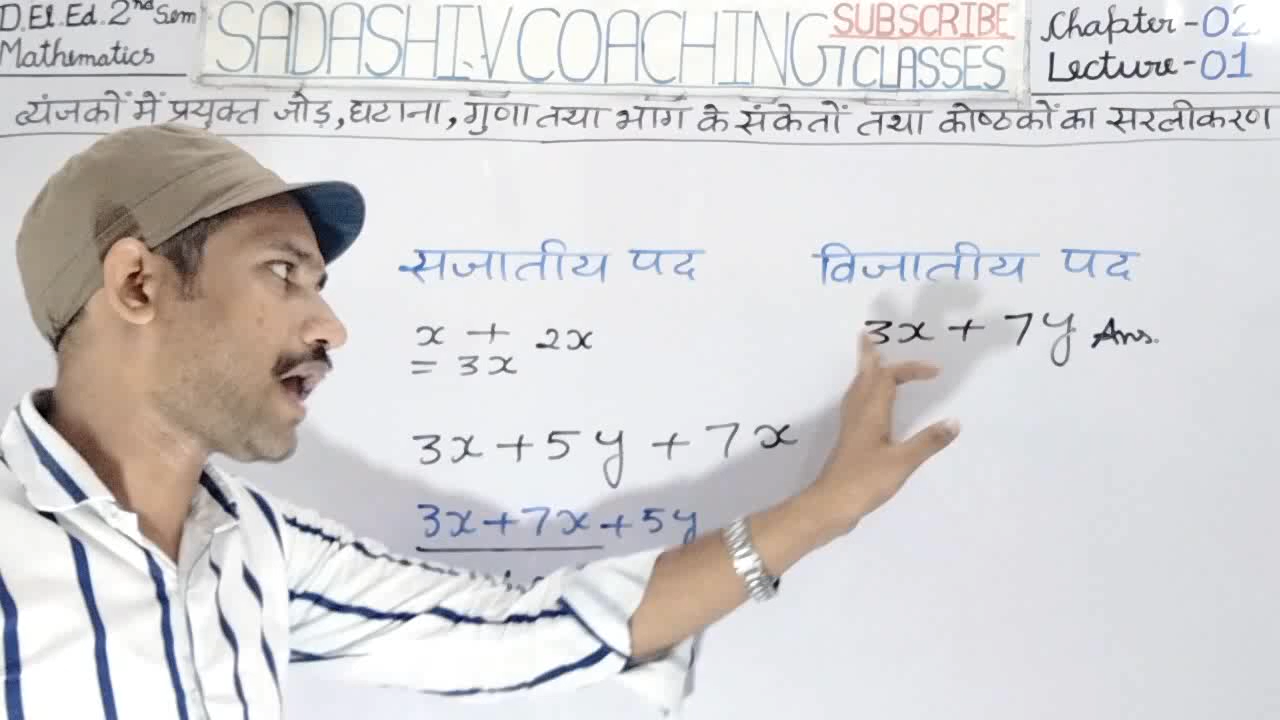 D.El.Ed. 2nd Sem
Mathematics
SADASHIV COACHING
SUBSCRIBE
CLASSES
Chapter-02
Lecture-01
व्यंजकों में प्रयुक्त जोड़, घटाना, गुणा तथा भाग के संकेतों तथा कोष्ठकों का सरलीकरण
सजातीय पद
x + 2x
= 3x
3x + 5y + 7x
3x + 7x + 5y
विजातीय पद
3x + 7y Ans.